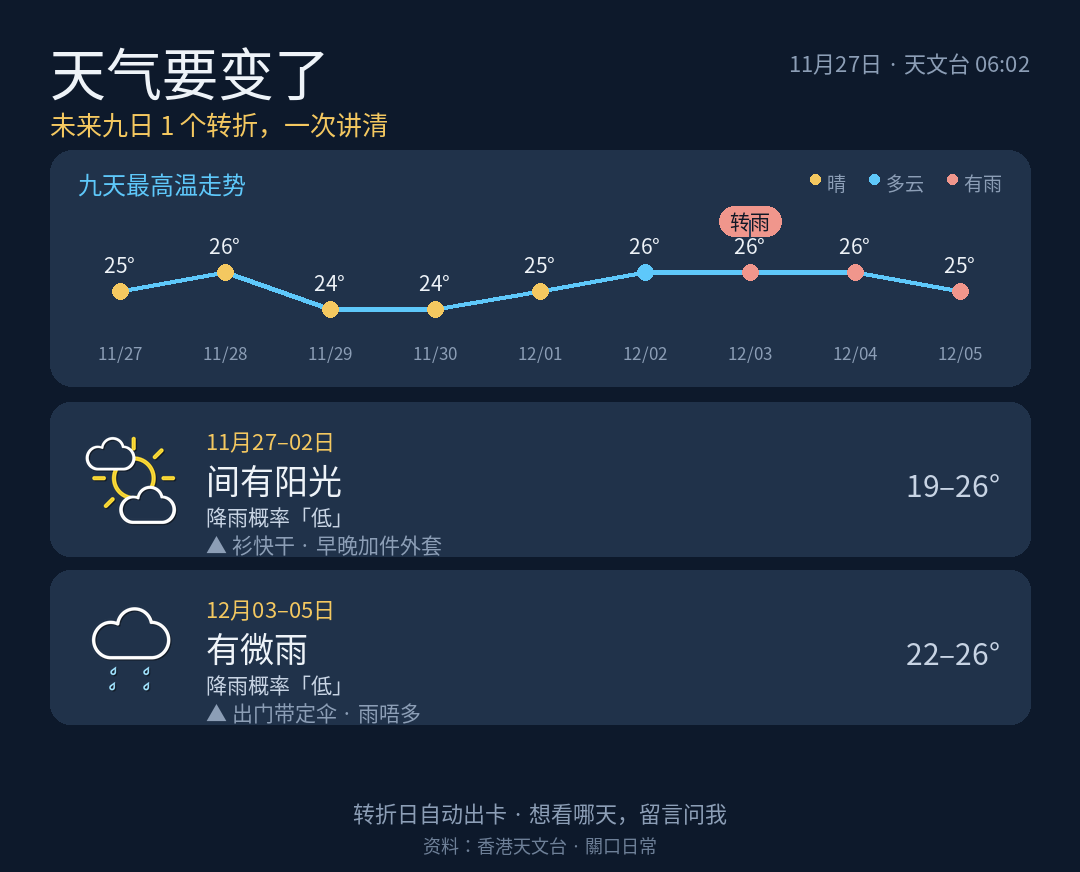 天气要变了
11月27日 · 天文台 06:02
未来九日 1 个转折，一次讲清
九天最高温走势
晴 多云 有雨
转雨
25° 26° 24° 24° 25° 26° 26° 26° 25°
11/27 11/28 11/29 11/30 12/01 12/02 12/03 12/04 12/05
11月27–02日
间有阳光
19–26°
降雨概率「低」
▲ 衫快干 · 早晚加件外套
12月03–05日
有微雨
22–26°
降雨概率「低」
▲ 出门带定伞 · 雨唔多
转折日自动出卡 · 想看哪天，留言问我
资料：香港天文台 · 關口日常